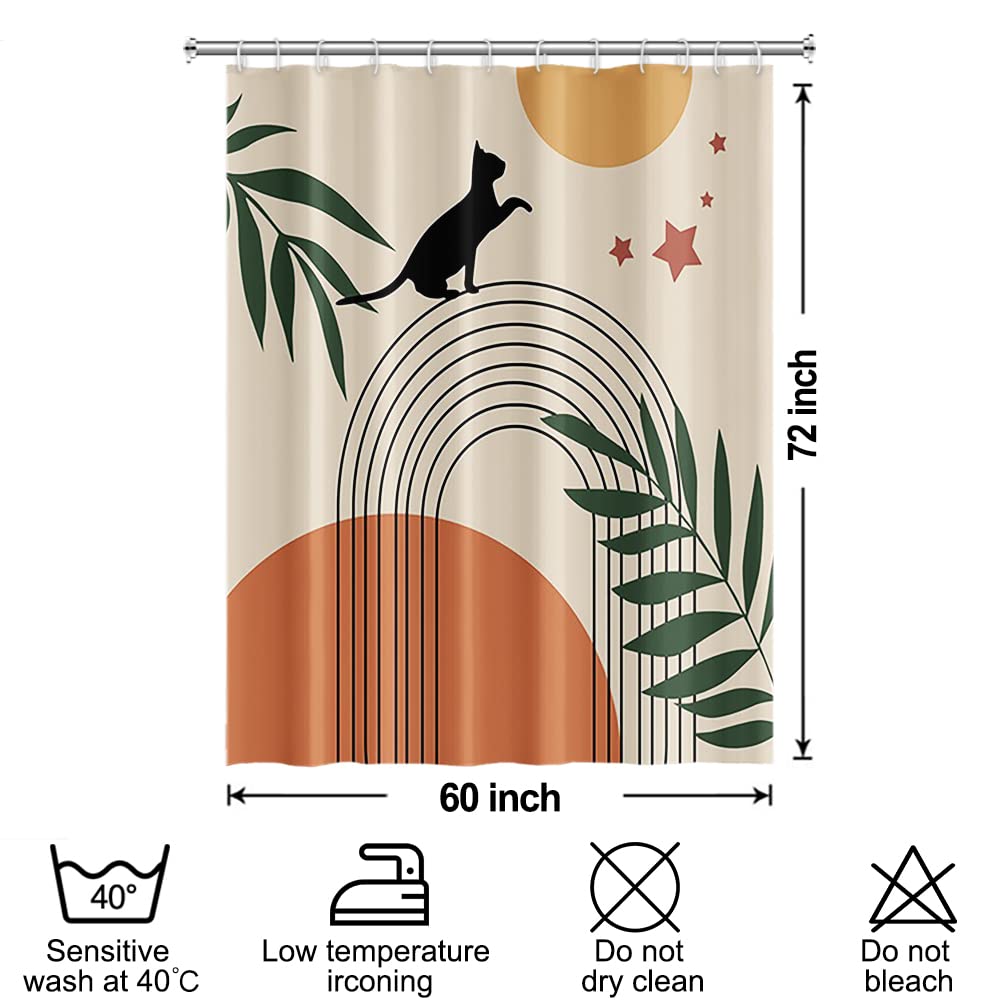 72 inch
60 inch
40°
Sensitive
wash at 40°C
Low temperature
irconing
Do not
dry clean
Do not
bleach